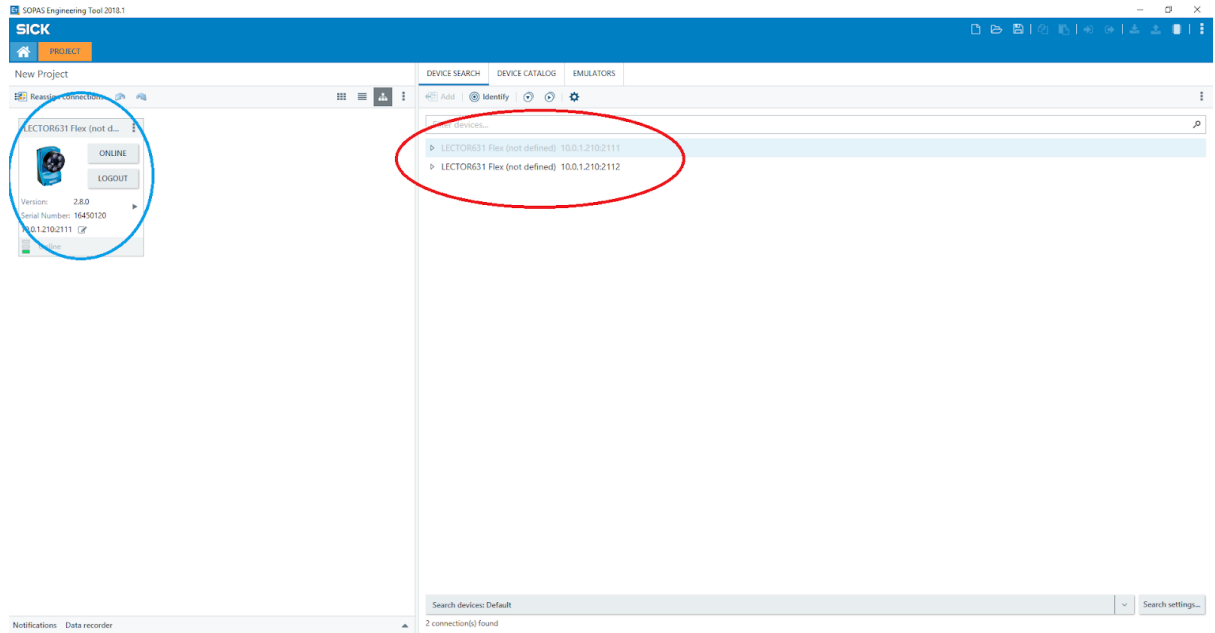 SOPAS Engineering Tool 2018.1
SICK
PROJECT
New Project
Reassign connections
LECTOR631 Flex (not d...
ONLINE
LOGOUT
Version: 2.8.0
Serial Number: 16450120
10.0.1.210:2111
Online
Notifications Data recorder
DEVICE SEARCH DEVICE CATALOG EMULATORS
Add Identify
Filter devices...
LECTOR631 Flex (not defined) 10.0.1.210:2111
LECTOR631 Flex (not defined) 10.0.1.210:2112
Search devices: Default
Search settings...
2 connection(s) found